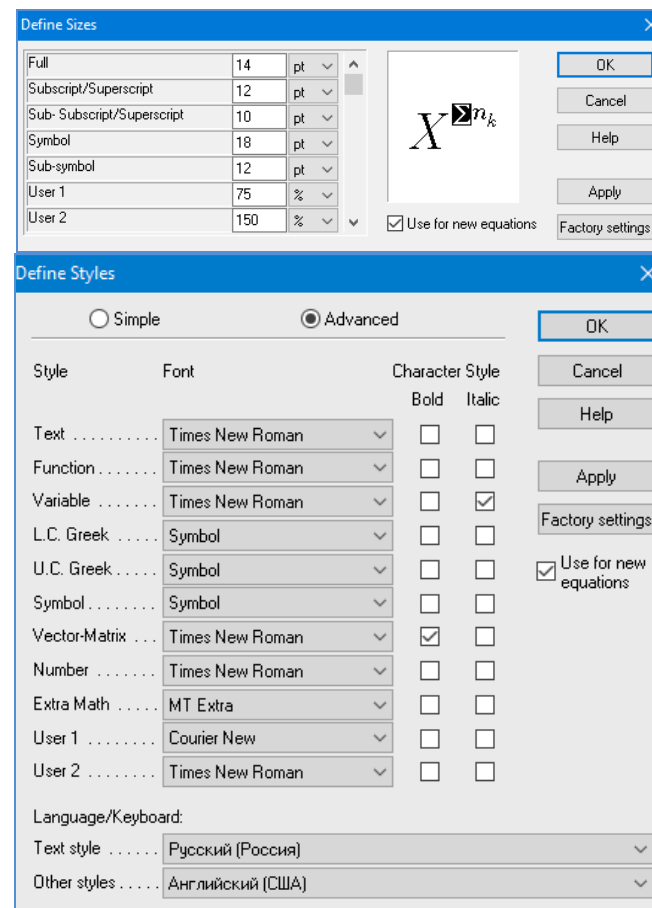 Define Sizes
Full 14 pt
Subscript/Superscript 12 pt
Sub- Subscript/Superscript 10 pt
Symbol 18 pt
Sub-symbol 12 pt
User 1 75 %
User 2 150 %
X Σ n k
Use for new equations
OK
Cancel
Help
Apply
Factory settings
Define Styles
Simple Advanced
Style Font Character Style
Bold Italic
Text .......... Times New Roman
Function ....... Times New Roman
Variable ....... Times New Roman
L.C. Greek ..... Symbol
U.C. Greek ..... Symbol
Symbol ........ Symbol
Vector-Matrix ... Times New Roman
Number ....... Times New Roman
Extra Math ..... MT Extra
User 1 ........ Courier New
User 2 ........ Times New Roman
Language/Keyboard:
Text style ...... Русский (Россия)
Other styles ..... Английский (США)
OK
Cancel
Help
Apply
Factory settings
Use for new
equations